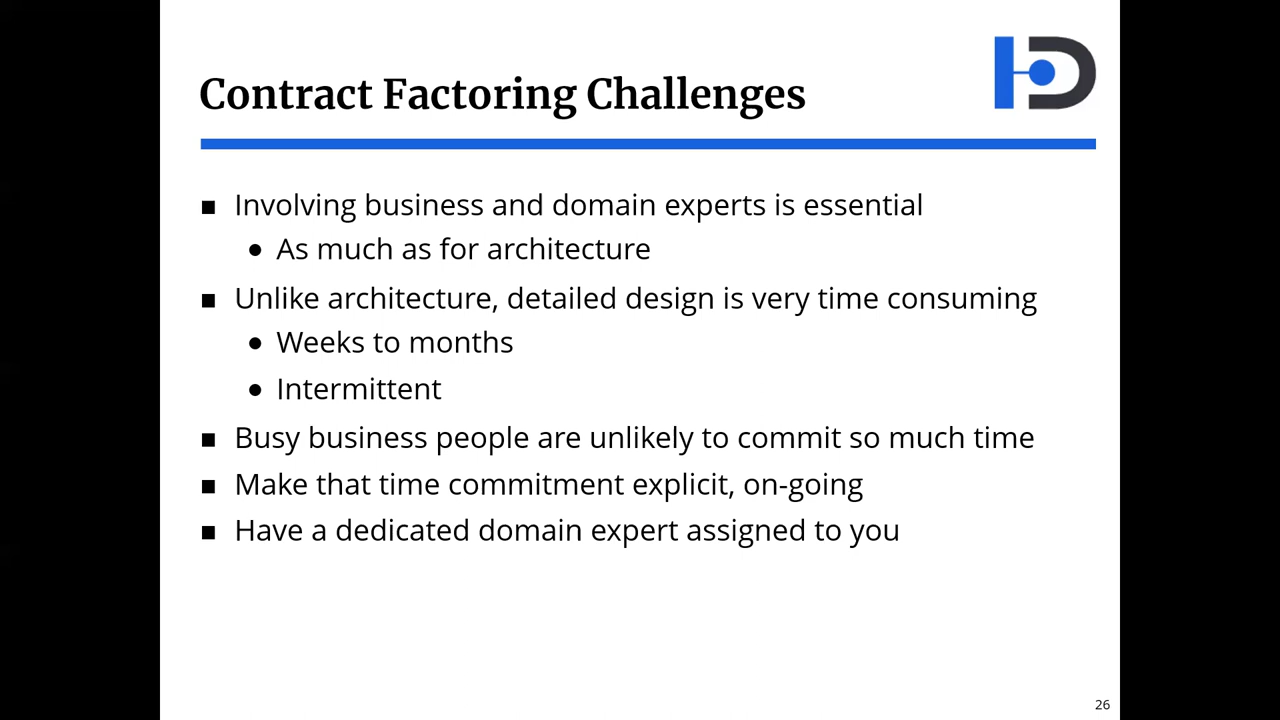 Contract Factoring Challenges
■ Involving business and domain experts is essential
● As much as for architecture
■ Unlike architecture, detailed design is very time consuming
● Weeks to months
● Intermittent
■ Busy business people are unlikely to commit so much time
■ Make that time commitment explicit, on-going
■ Have a dedicated domain expert assigned to you
26